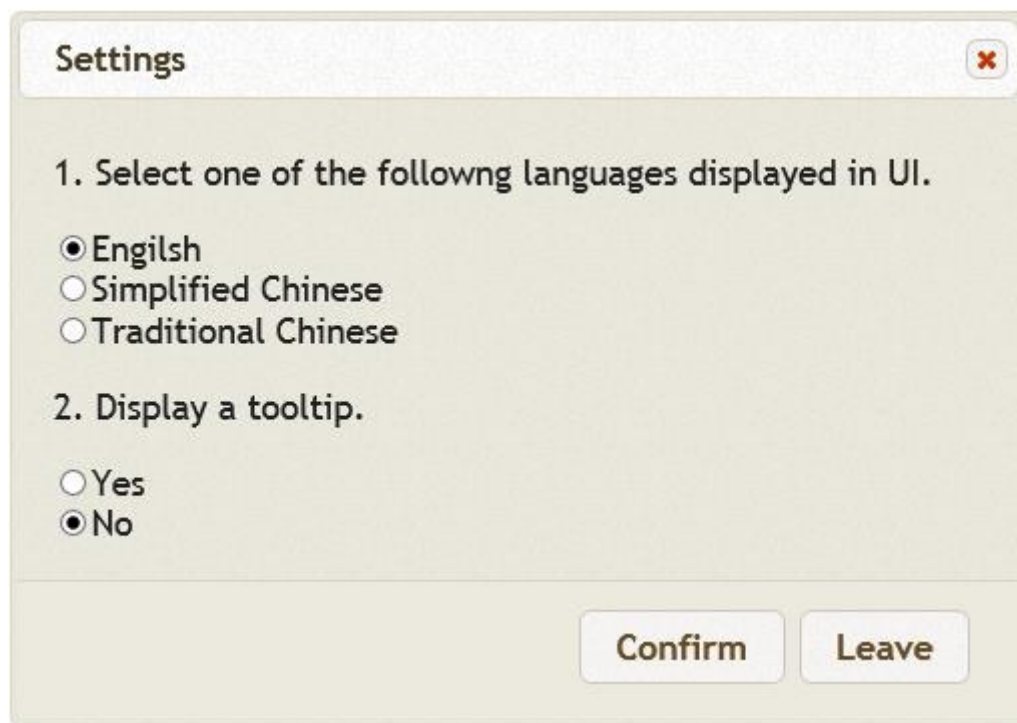 Settings
1. Select one of the followng languages displayed in UI.
Engilsh
Simplified Chinese
Traditional Chinese
2. Display a tooltip.
Yes
No
Confirm Leave